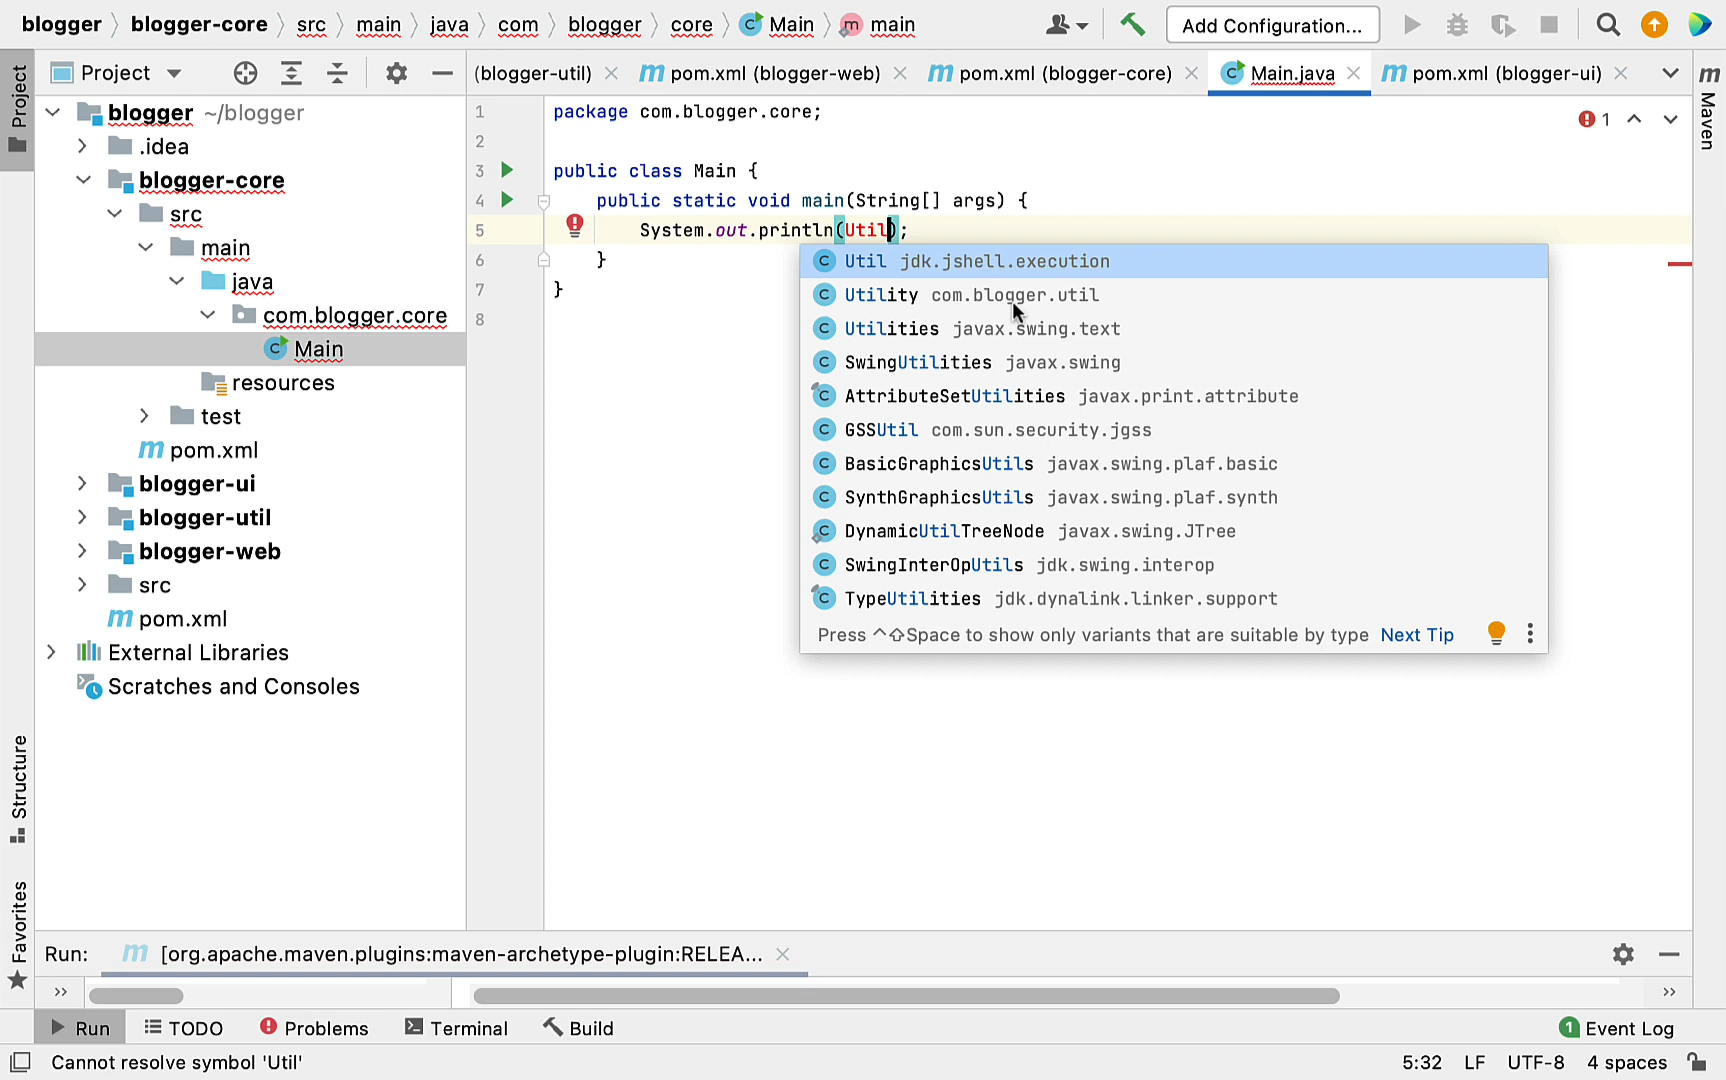 blogger blogger-core src main java com blogger core Main main Add Configuration...
Project (blogger-util) pom.xml (blogger-web) pom.xml (blogger-core) Main.java pom.xml (blogger-ui)
Project
Maven
blogger ~/blogger
.idea
blogger-core
src
main
java
com.blogger.core
Main
resources
test
pom.xml
blogger-ui
blogger-util
blogger-web
src
pom.xml
External Libraries
Scratches and Consoles
1 package com.blogger.core;
1
2
3 public class Main {
4 public static void main(String[] args) {
5 System.out.println(Util);
6 }
7 }
8
Util jdk.jshell.execution
Utility com.blogger.util
Utilities javax.swing.text
SwingUtilities javax.swing
AttributeSetUtilities javax.print.attribute
GSSUtil com.sun.security.jgss
BasicGraphicsUtils javax.swing.plaf.basic
SynthGraphicsUtils javax.swing.plaf.synth
DynamicUtilTreeNode javax.swing.JTree
SwingInterOpUtils jdk.swing.interop
TypeUtilities jdk.dynalink.linker.support
Press ^⇧Space to show only variants that are suitable by type Next Tip
Structure
Favorites
Run: [org.apache.maven.plugins:maven-archetype-plugin:RELEA...
Run TODO Problems Terminal Build 1 Event Log
Cannot resolve symbol 'Util' 5:32 LF UTF-8 4 spaces